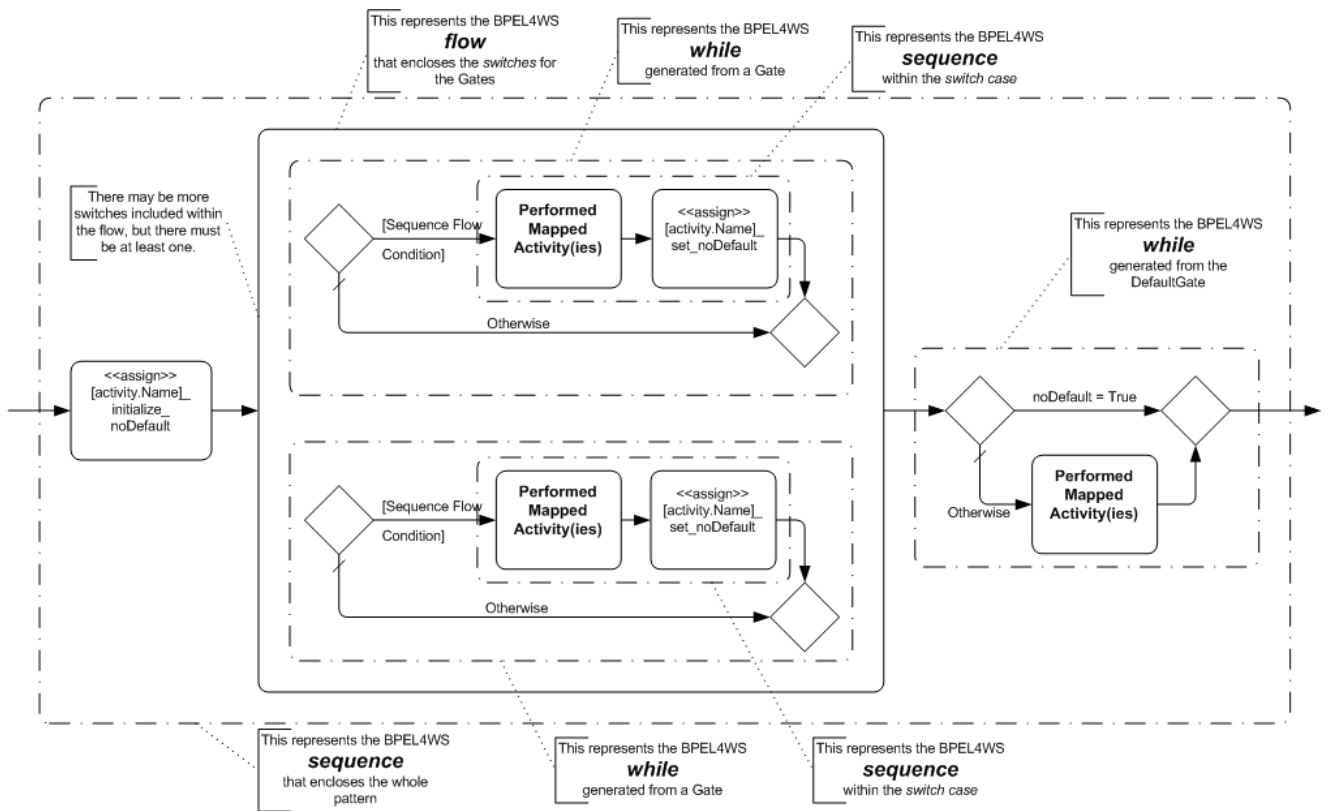 This represents the BPEL4WS
flow
that encloses the switches for
the Gates
This represents the BPEL4WS
while
generated from a Gate
This represents the BPEL4WS
sequence
within the switch case
There may be more
switches included within
the flow, but there must
be at least one.
[Sequence Flow
Condition]
Performed
Mapped
Activity(ies)
<<assign>>
[activity.Name]_
set_noDefault
Otherwise
This represents the BPEL4WS
while
generated from the
DefaultGate
<<assign>>
[activity.Name]_
initialize_
noDefault
noDefault = True
Otherwise
Performed
Mapped
Activity(ies)
[Sequence Flow
Condition]
Performed
Mapped
Activity(ies)
<<assign>>
[activity.Name]_
set_noDefault
Otherwise
This represents the BPEL4WS
sequence
that encloses the whole
pattern
This represents the BPEL4WS
while
generated from a Gate
This represents the BPEL4WS
sequence
within the switch case